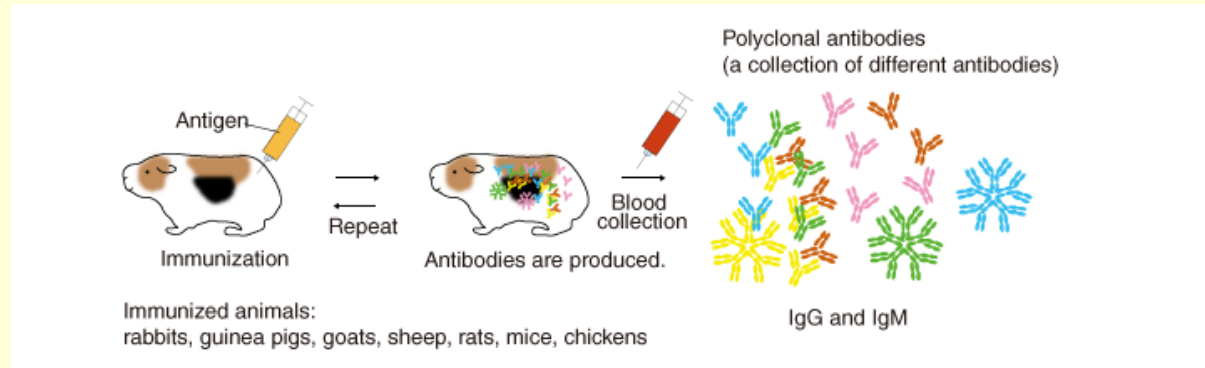 Polyclonal antibodies
(a collection of different antibodies)
Antigen
Repeat
Blood
collection
Immunization
Antibodies are produced.
Immunized animals:
rabbits, guinea pigs, goats, sheep, rats, mice, chickens
IgG and IgM